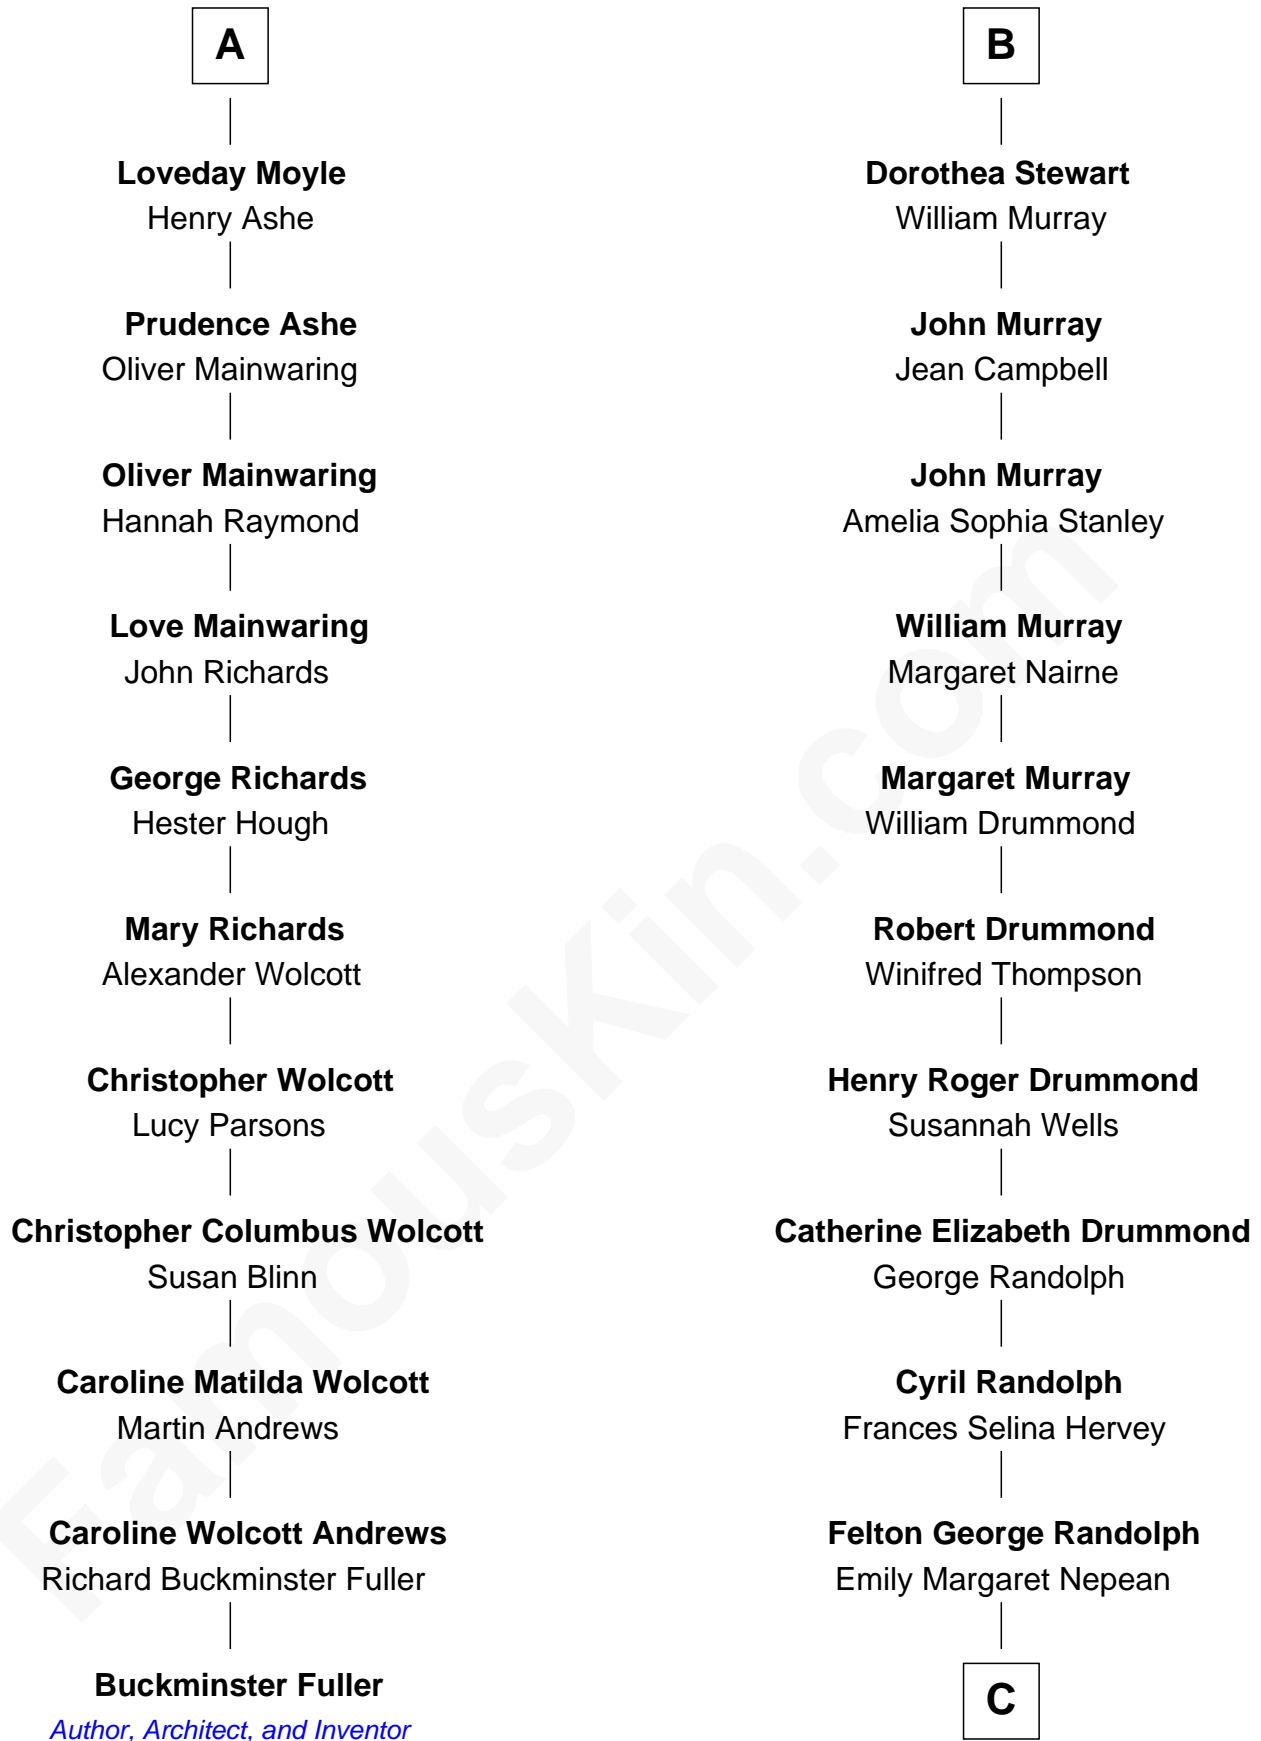 A
Loveday Moyle
Henry Ashe
Prudence Ashe
Oliver Mainwaring
Oliver Mainwaring
Hannah Raymond
Love Mainwaring
John Richards
George Richards
Hester Hough
Mary Richards
Alexander Wolcott
Christopher Wolcott
Lucy Parsons
Christopher Columbus Wolcott
Susan Blinn
Caroline Matilda Wolcott
Martin Andrews
Caroline Wolcott Andrews
Richard Buckminster Fuller
Buckminster Fuller
Author, Architect, and Inventor
B
Dorothea Stewart
William Murray
John Murray
Jean Campbell
John Murray
Amelia Sophia Stanley
William Murray
Margaret Nairne
Margaret Murray
William Drummond
Robert Drummond
Winifred Thompson
Henry Roger Drummond
Susannah Wells
Catherine Elizabeth Drummond
George Randolph
Cyril Randolph
Frances Selina Hervey
Felton George Randolph
Emily Margaret Nepean
C
FamousKin.com